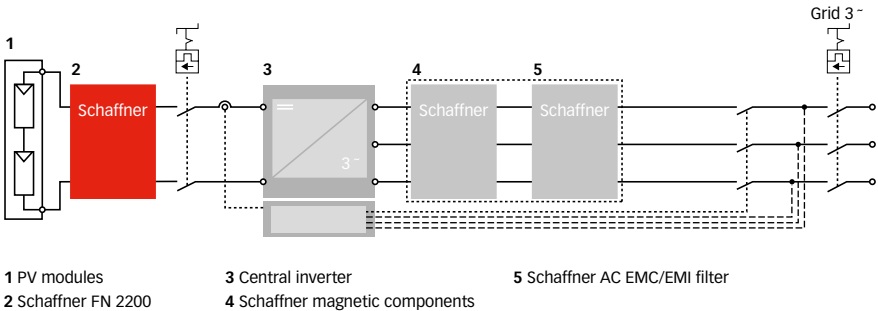 Grid 3 ~
1
2
3
4
5
Schaffner
Schaffner
Schaffner
3 ~
1 PV modules
2 Schaffner FN 2200
3 Central inverter
4 Schaffner magnetic components
5 Schaffner AC EMC/EMI filter